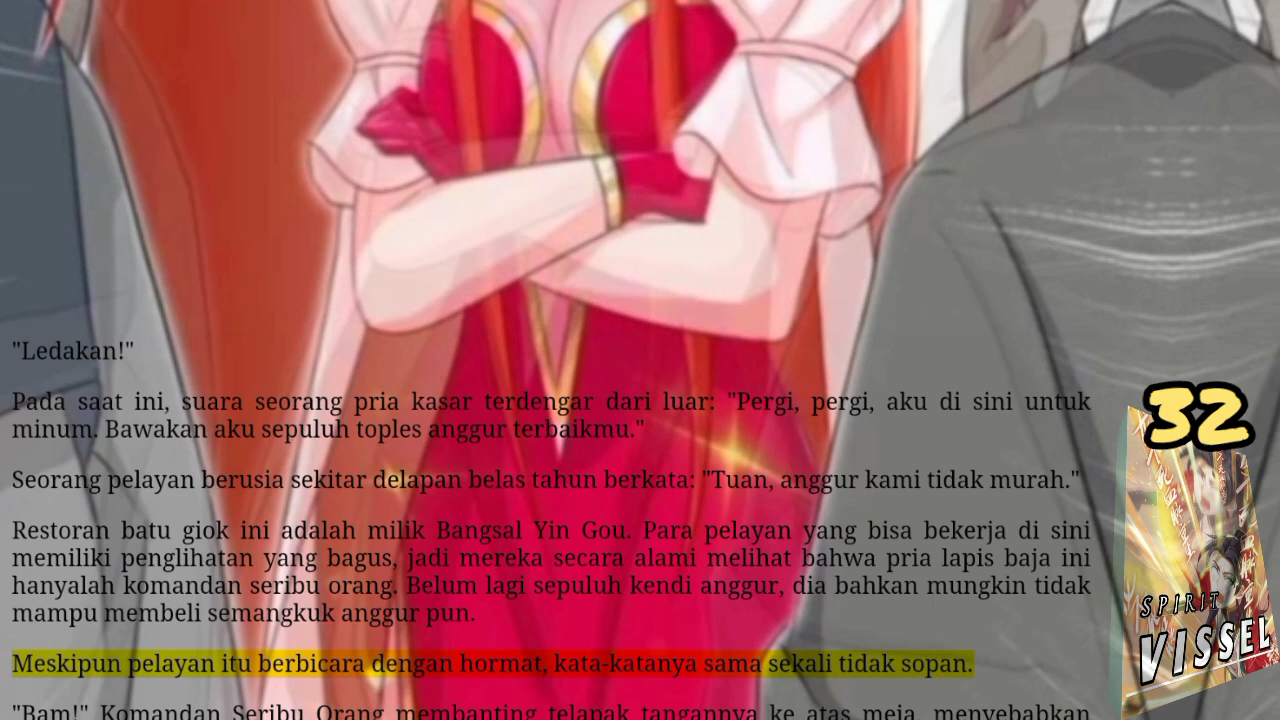 "Ledakan!"
Pada saat ini, suara seorang pria kasar terdengar dari luar: "Pergi, pergi, aku di sini untuk
minum. Bawakan aku sepuluh toples anggur terbaikmu."
Seorang pelayan berusia sekitar delapan belas tahun berkata: "Tuan, anggur kami tidak murah."
Restoran batu giok ini adalah milik Bangsal Yin Gou. Para pelayan yang bisa bekerja di sini
memiliki penglihatan yang bagus, jadi mereka secara alami melihat bahwa pria lapis baja ini
hanyalah komandan seribu orang. Belum lagi sepuluh kendi anggur, dia bahkan mungkin tidak
mampu membeli semangkuk anggur pun.
Meskipun pelayan itu berbicara dengan hormat, kata-katanya sama sekali tidak sopan.
"Bam!" Komandan Seribu Orang membanting telapak tangannya ke atas meja, menyebabkan
32
SPIRIT
VISSEL